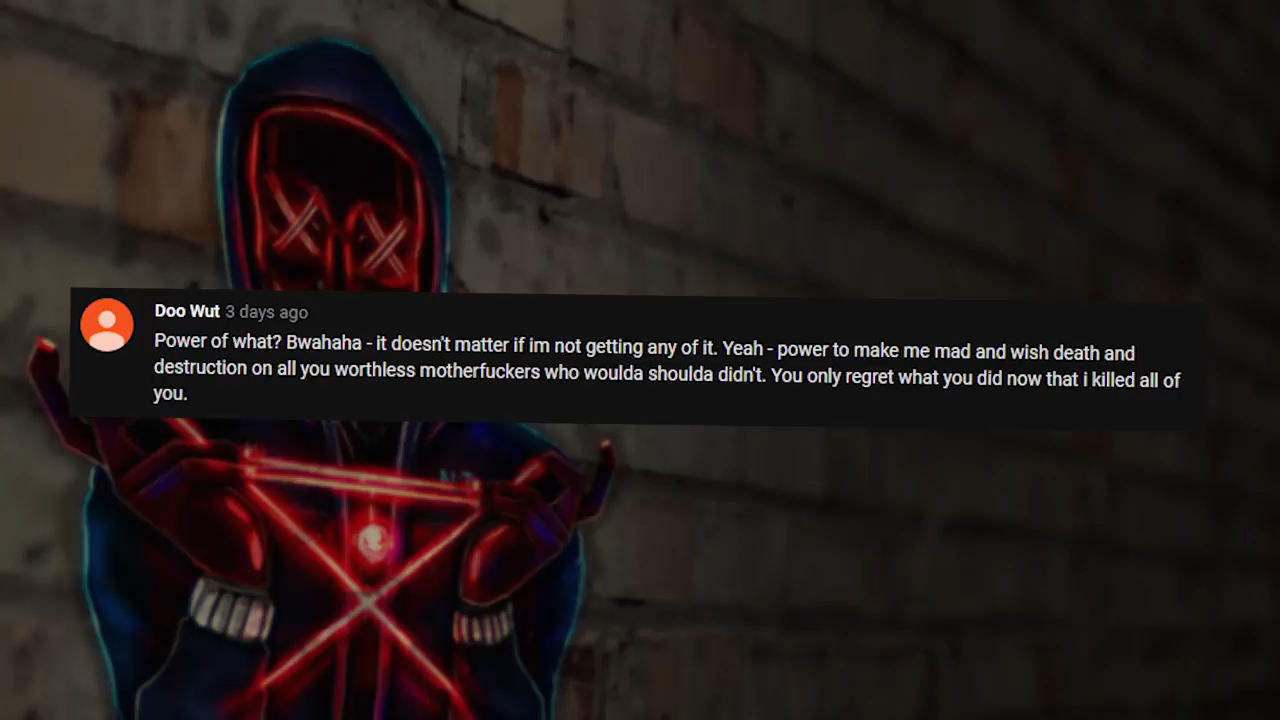 Doo Wut 3 days ago
Power of what? Bwahaha - it doesn't matter if im not getting any of it. Yeah - power to make me mad and wish death and
destruction on all you worthless motherfuckers who woulda shoulda didn't. You only regret what you did now that i killed all of
you.